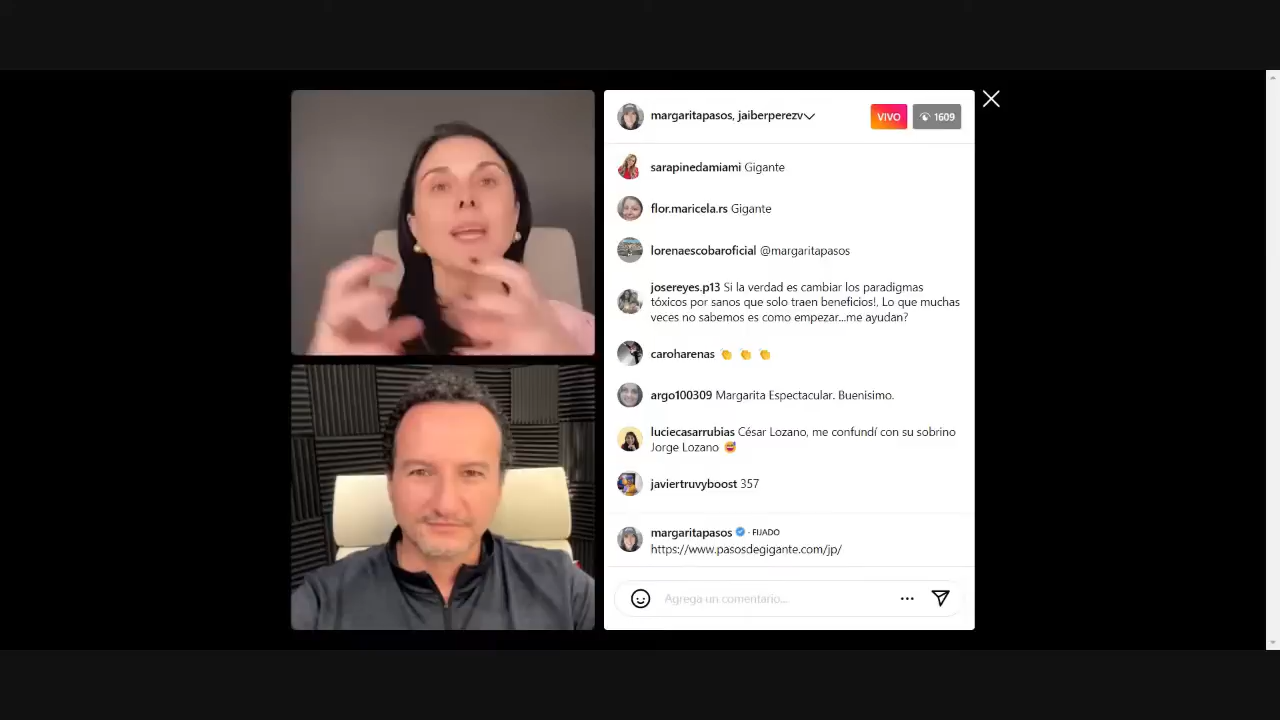 margaritapasos, jaiberperezv
VIVO
1609
sarapinedamiami Gigante
flor.maricela.rs Gigante
lorenaescobaroficial @margaritapasos
josereyes.p13 Si la verdad es cambiar los paradigmas
tóxicos por sanos que solo traen beneficios!, Lo que muchas
veces no sabemos es como empezar...me ayudan?
caroharenas 👏 👏 👏
argo100309 Margarita Espectacular. Buenisimo.
luciecasarrubias César Lozano, me confundí con su sobrino
Jorge Lozano 😅
javiertruvyboost 357
margaritapasos · FIJADO
https://www.pasosdegigante.com/jp/
Agrega un comentario...